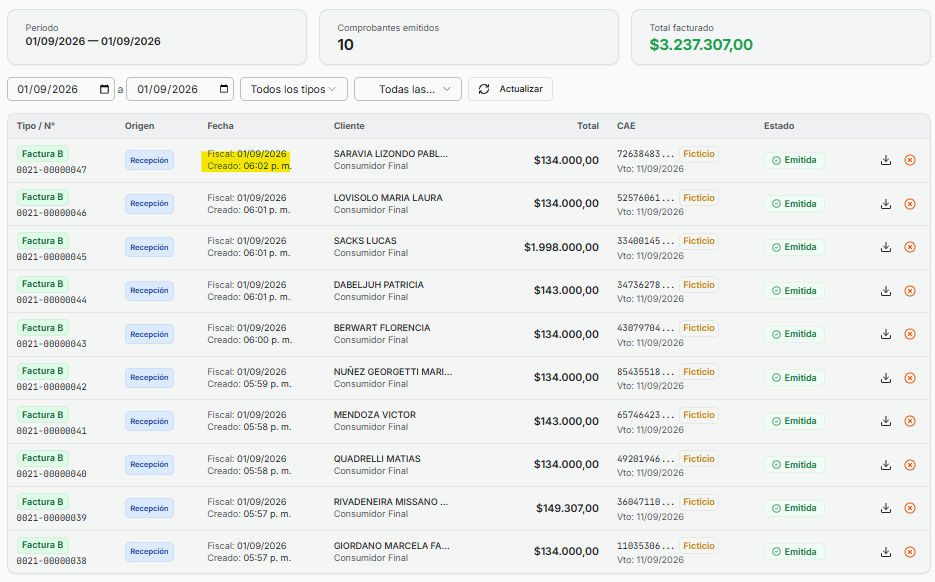 Período
01/09/2026 — 01/09/2026
Comprobantes emitidos
10
Total facturado
$3.237.307,00
01/09/2026 a 01/09/2026 Todos los tipos Todas las... Actualizar
Tipo / N° Origen Fecha Cliente Total CAE Estado
Factura B
0021-00000047
Recepción
Fiscal: 01/09/2026
Creado: 06:02 p. m.
SARAVIA LIZONDO PABL...
Consumidor Final
$134.000,00
72638483... Ficticio
Vto: 11/09/2026
Emitida
Factura B
0021-00000046
Recepción
Fiscal: 01/09/2026
Creado: 06:01 p. m.
LOVISOLO MARIA LAURA
Consumidor Final
$134.000,00
52576061... Ficticio
Vto: 11/09/2026
Emitida
Factura B
0021-00000045
Recepción
Fiscal: 01/09/2026
Creado: 06:01 p. m.
SACKS LUCAS
Consumidor Final
$1.998.000,00
33400145... Ficticio
Vto: 11/09/2026
Emitida
Factura B
0021-00000044
Recepción
Fiscal: 01/09/2026
Creado: 06:01 p. m.
DABELJUH PATRICIA
Consumidor Final
$143.000,00
34736278... Ficticio
Vto: 11/09/2026
Emitida
Factura B
0021-00000043
Recepción
Fiscal: 01/09/2026
Creado: 06:00 p. m.
BERWART FLORENCIA
Consumidor Final
$134.000,00
43079704... Ficticio
Vto: 11/09/2026
Emitida
Factura B
0021-00000042
Recepción
Fiscal: 01/09/2026
Creado: 05:59 p. m.
NUÑEZ GEORGETTI MARI...
Consumidor Final
$134.000,00
85435518... Ficticio
Vto: 11/09/2026
Emitida
Factura B
0021-00000041
Recepción
Fiscal: 01/09/2026
Creado: 05:58 p. m.
MENDOZA VICTOR
Consumidor Final
$143.000,00
65746423... Ficticio
Vto: 11/09/2026
Emitida
Factura B
0021-00000040
Recepción
Fiscal: 01/09/2026
Creado: 05:58 p. m.
QUADRELLI MATIAS
Consumidor Final
$134.000,00
49201946... Ficticio
Vto: 11/09/2026
Emitida
Factura B
0021-00000039
Recepción
Fiscal: 01/09/2026
Creado: 05:57 p. m.
RIVADENEIRA MISSANO ...
Consumidor Final
$149.307,00
36047110... Ficticio
Vto: 11/09/2026
Emitida
Factura B
0021-00000038
Recepción
Fiscal: 01/09/2026
Creado: 05:57 p. m.
GIORDANO MARCELA FA...
Consumidor Final
$134.000,00
11035306... Ficticio
Vto: 11/09/2026
Emitida